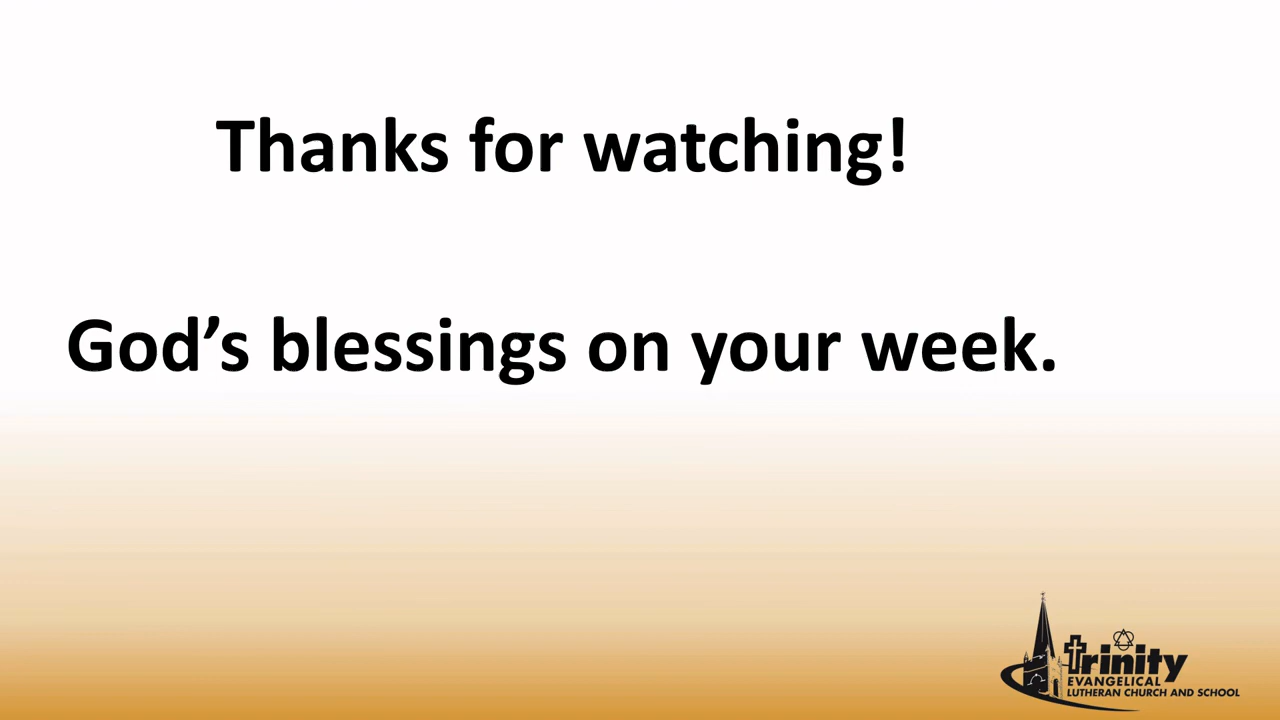 Thanks for watching!
God’s blessings on your week.
trinity
EVANGELICAL
LUTHERAN CHURCH AND SCHOOL